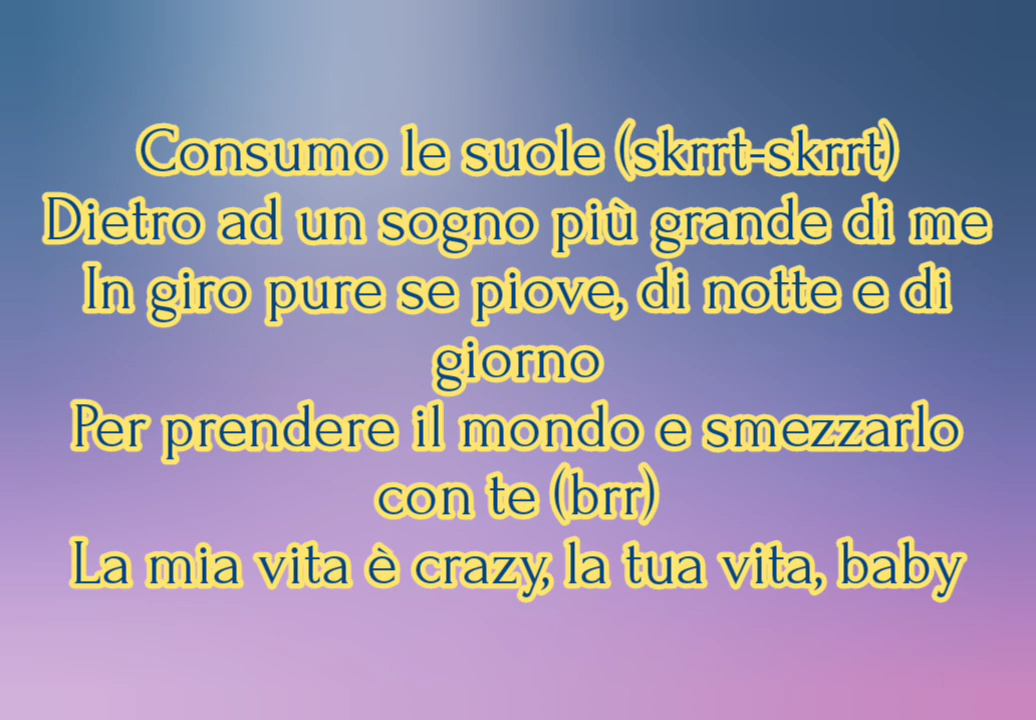 Consumo le suole (skrrt-skrrt)
Dietro ad un sogno più grande di me
In giro pure se piove, di notte e di
giorno
Per prendere il mondo e smezzarlo
con te (brr)
La mia vita è crazy, la tua vita, baby